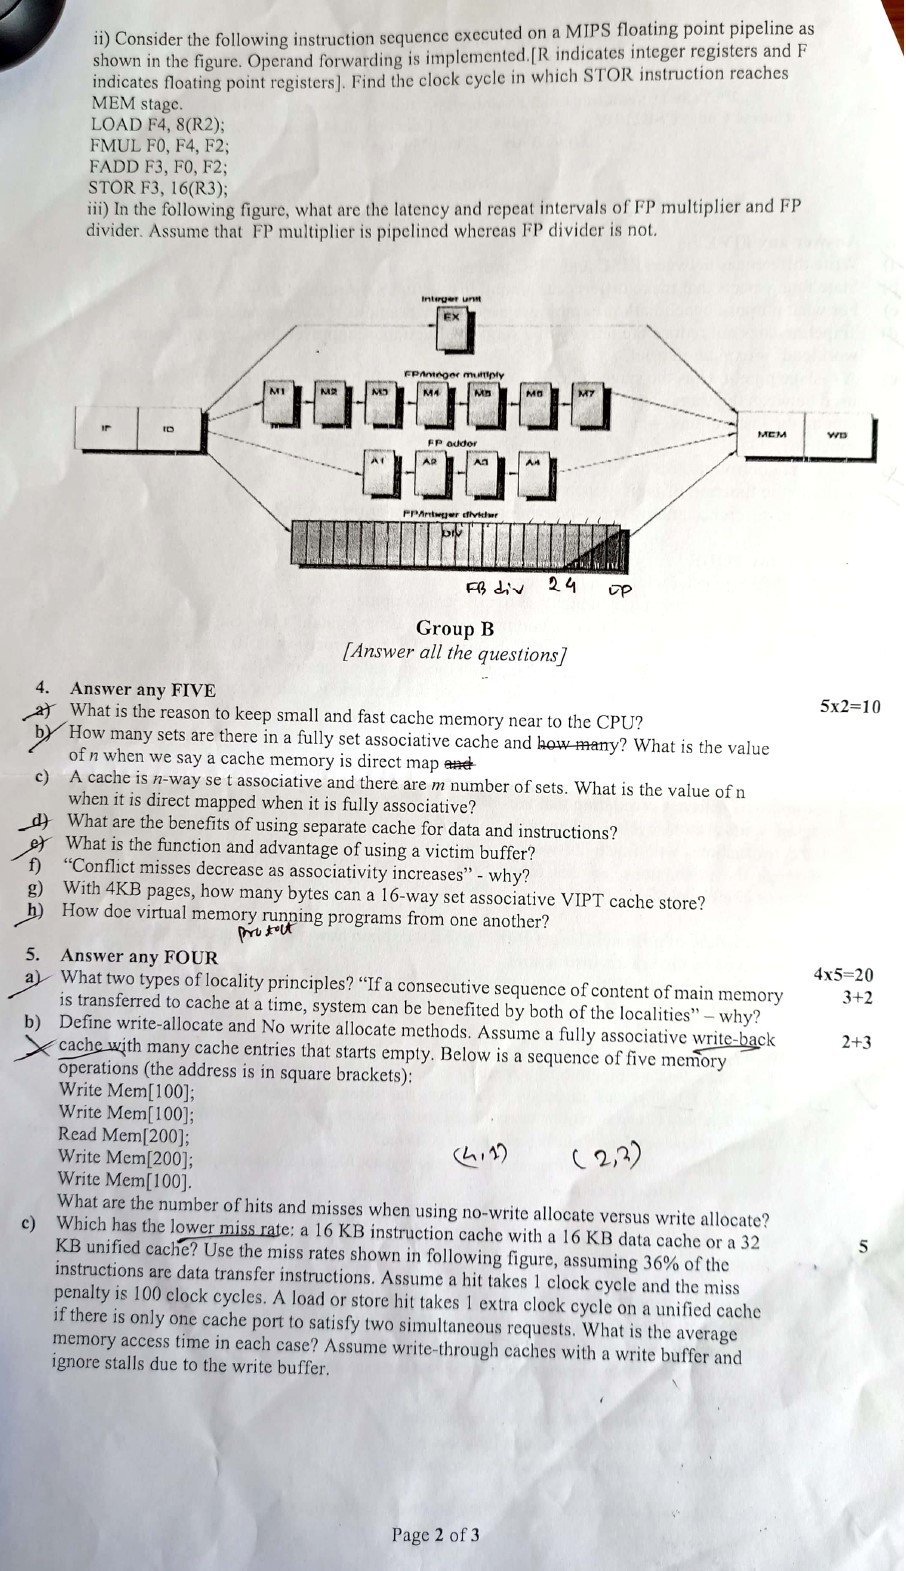 ii) Consider the following instruction sequence executed on a MIPS floating point pipeline as
shown in the figure. Operand forwarding is implemented.[R indicates integer registers and F
indicates floating point registers]. Find the clock cycle in which STOR instruction reaches
MEM stage.
LOAD F4, 8(R2);
FMUL F0, F4, F2;
FADD F3, F0, F2;
STOR F3, 16(R3);
iii) In the following figure, what are the latency and repeat intervals of FP multiplier and FP
divider. Assume that FP multiplier is pipelined whereas FP divider is not.
Integer unit
EX
FP/integer multiply
M1 M2 M3 M4 M5 M6 M7
IF ID MEM WB
FP adder
A1 A2 A3 A4
FP/integer divider
DIV
div 24
Group B
[Answer all the questions]
4. Answer any FIVE 5x2=10
a) What is the reason to keep small and fast cache memory near to the CPU?
b) How many sets are there in a fully set associative cache and how many? What is the value
of n when we say a cache memory is direct map and
c) A cache is n-way se t associative and there are m number of sets. What is the value of n
when it is direct mapped when it is fully associative?
d) What are the benefits of using separate cache for data and instructions?
e) What is the function and advantage of using a victim buffer?
f) “Conflict misses decrease as associativity increases” - why?
g) With 4KB pages, how many bytes can a 16-way set associative VIPT cache store?
h) How doe virtual memory running programs from one another?
protect
5. Answer any FOUR 4x5=20
a) What two types of locality principles? “If a consecutive sequence of content of main memory 3+2
is transferred to cache at a time, system can be benefited by both of the localities” – why?
b) Define write-allocate and No write allocate methods. Assume a fully associative write-back 2+3
cache with many cache entries that starts empty. Below is a sequence of five memory
operations (the address is in square brackets):
Write Mem[100];
Write Mem[100];
Read Mem[200];
Write Mem[200];
Write Mem[100].
What are the number of hits and misses when using no-write allocate versus write allocate?
c) Which has the lower miss rate: a 16 KB instruction cache with a 16 KB data cache or a 32 5
KB unified cache? Use the miss rates shown in following figure, assuming 36% of the
instructions are data transfer instructions. Assume a hit takes 1 clock cycle and the miss
penalty is 100 clock cycles. A load or store hit takes 1 extra clock cycle on a unified cache
if there is only one cache port to satisfy two simultaneous requests. What is the average
memory access time in each case? Assume write-through caches with a write buffer and
ignore stalls due to the write buffer.
Page 2 of 3